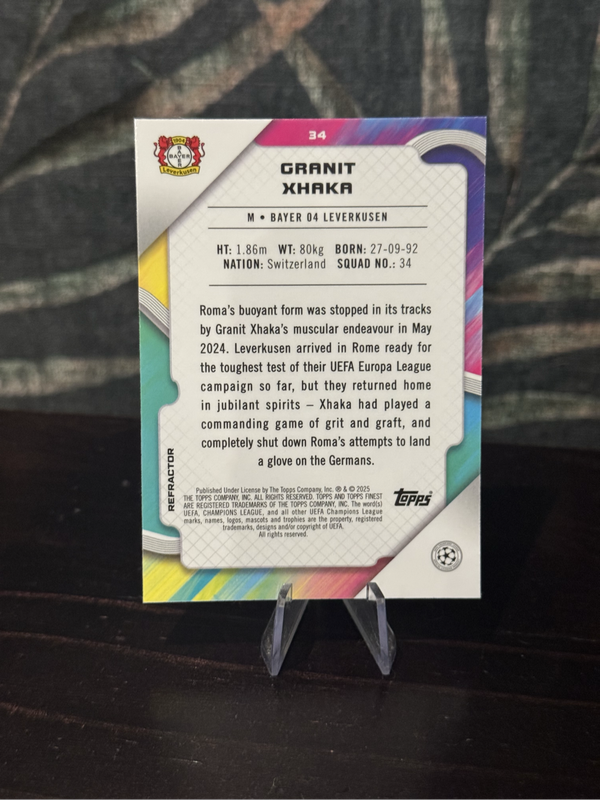 34
1904
BAYER
BAYER
Leverkusen
GRANIT
XHAKA
M • BAYER 04 LEVERKUSEN
HT: 1.86m WT: 80kg BORN: 27-09-92
NATION: Switzerland SQUAD NO.: 34
Roma's buoyant form was stopped in its tracks
by Granit Xhaka's muscular endeavour in May
2024. Leverkusen arrived in Rome ready for
the toughest test of their UEFA Europa League
campaign so far, but they returned home
in jubilant spirits – Xhaka had played a
commanding game of grit and graft, and
completely shut down Roma's attempts to land
a glove on the Germans.
REFRACTOR
Published Under License by The Topps Company, Inc. ® & © 2025
THE TOPPS COMPANY, INC. ALL RIGHTS RESERVED. TOPPS AND TOPPS FINEST
ARE REGISTERED TRADEMARKS OF THE TOPPS COMPANY, INC. The word(s)
UEFA, CHAMPIONS LEAGUE, and all other UEFA Champions League
marks, names, logos, mascots and trophies are the property, registered
trademarks, designs and/or copyright of UEFA.
All rights reserved.
Topps